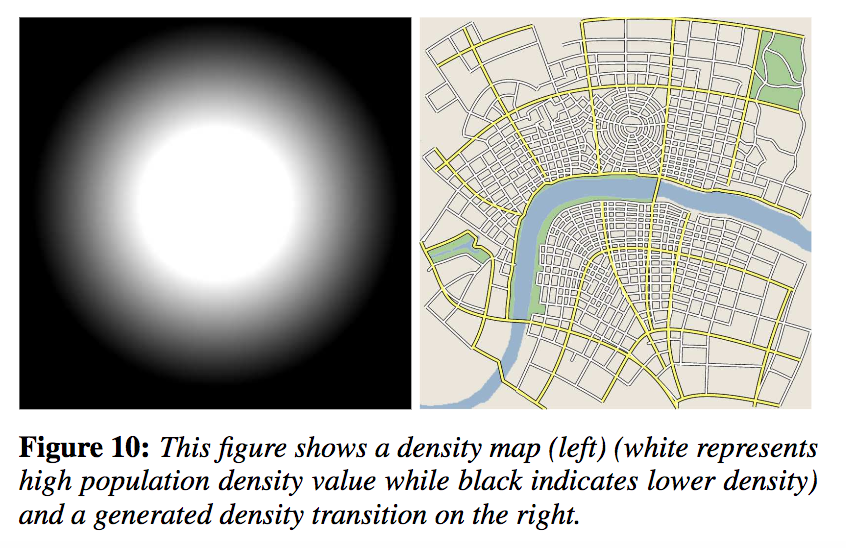 Figure 10: This figure shows a density map (left) (white represents
high population density value while black indicates lower density)
and a generated density transition on the right.